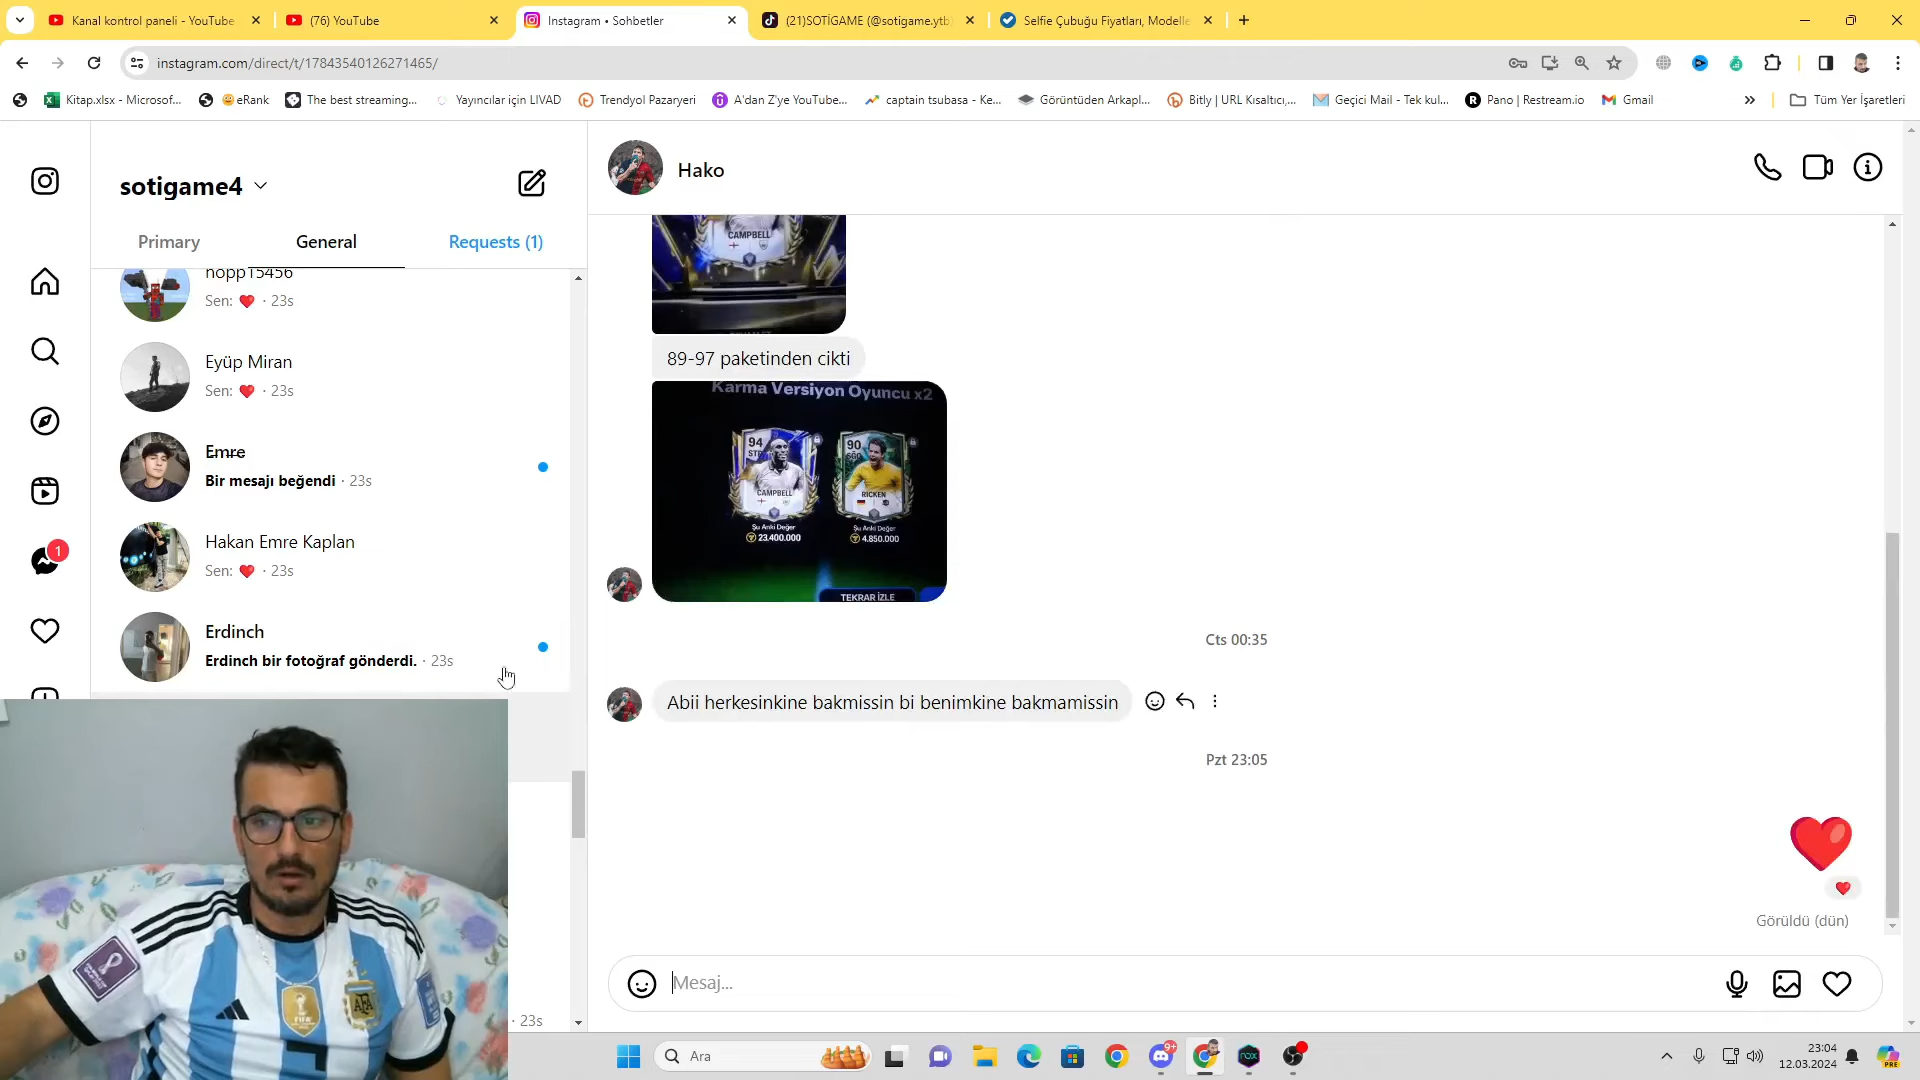 Kanal kontrol paneli - YouTube
(76) YouTube
Instagram • Sohbetler
(21)SOTİGAME (@sotigame.ytb)
Selfie Çubuğu Fiyatları, Modelle
instagram.com/direct/t/17843540126271465/
Kitap.xlsx - Microsof...
eRank
The best streaming...
Yayıncılar için LIVAD
Trendyol Pazaryeri
A'dan Z'ye YouTube...
captain tsubasa - Ke...
Görüntüden Arkapl...
Bitly | URL Kısaltıcı,...
Geçici Mail - Tek kul...
Pano | Restream.io
Gmail
Tüm Yer İşaretleri
sotigame4
Primary
General
Requests (1)
hopp15456
Sen: ❤️ · 23s
Eyüp Miran
Sen: ❤️ · 23s
Emre
Bir mesajı beğendi · 23s
Hakan Emre Kaplan
Sen: ❤️ · 23s
Erdinch
Erdinch bir fotoğraf gönderdi. · 23s
1
· 23s
Hako
CAMPBELL
89-97 paketinden cikti
Karma Versiyon Oyuncu x2
94
CAMPBELL
Şu Anki Değer
23.400.000
90
RICKEN
Şu Anki Değer
4.850.000
TEKRAR İZLE
Cts 00:35
Abii herkesinkine bakmissin bi benimkine bakmamissin
Pzt 23:05
Görüldü (dün)
Mesaj...
Ara
9+
nox
23:04
12.03.2024
PRE